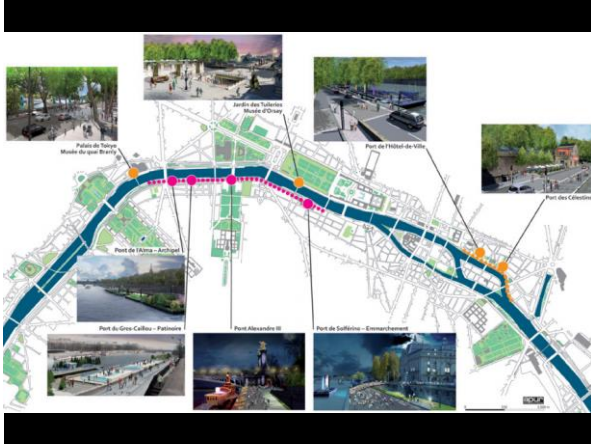 Palais de Tokyo
Musée du quai Branly
Jardin des Tuileries
Musée d'Orsay
Port de l'Hôtel-de-Ville
Port des Célestins
Pont de l'Alma – Archipel
Port du Gros-Caillou – Patinoire
Pont Alexandre III
Port de Solférino – Emmarchement
apur